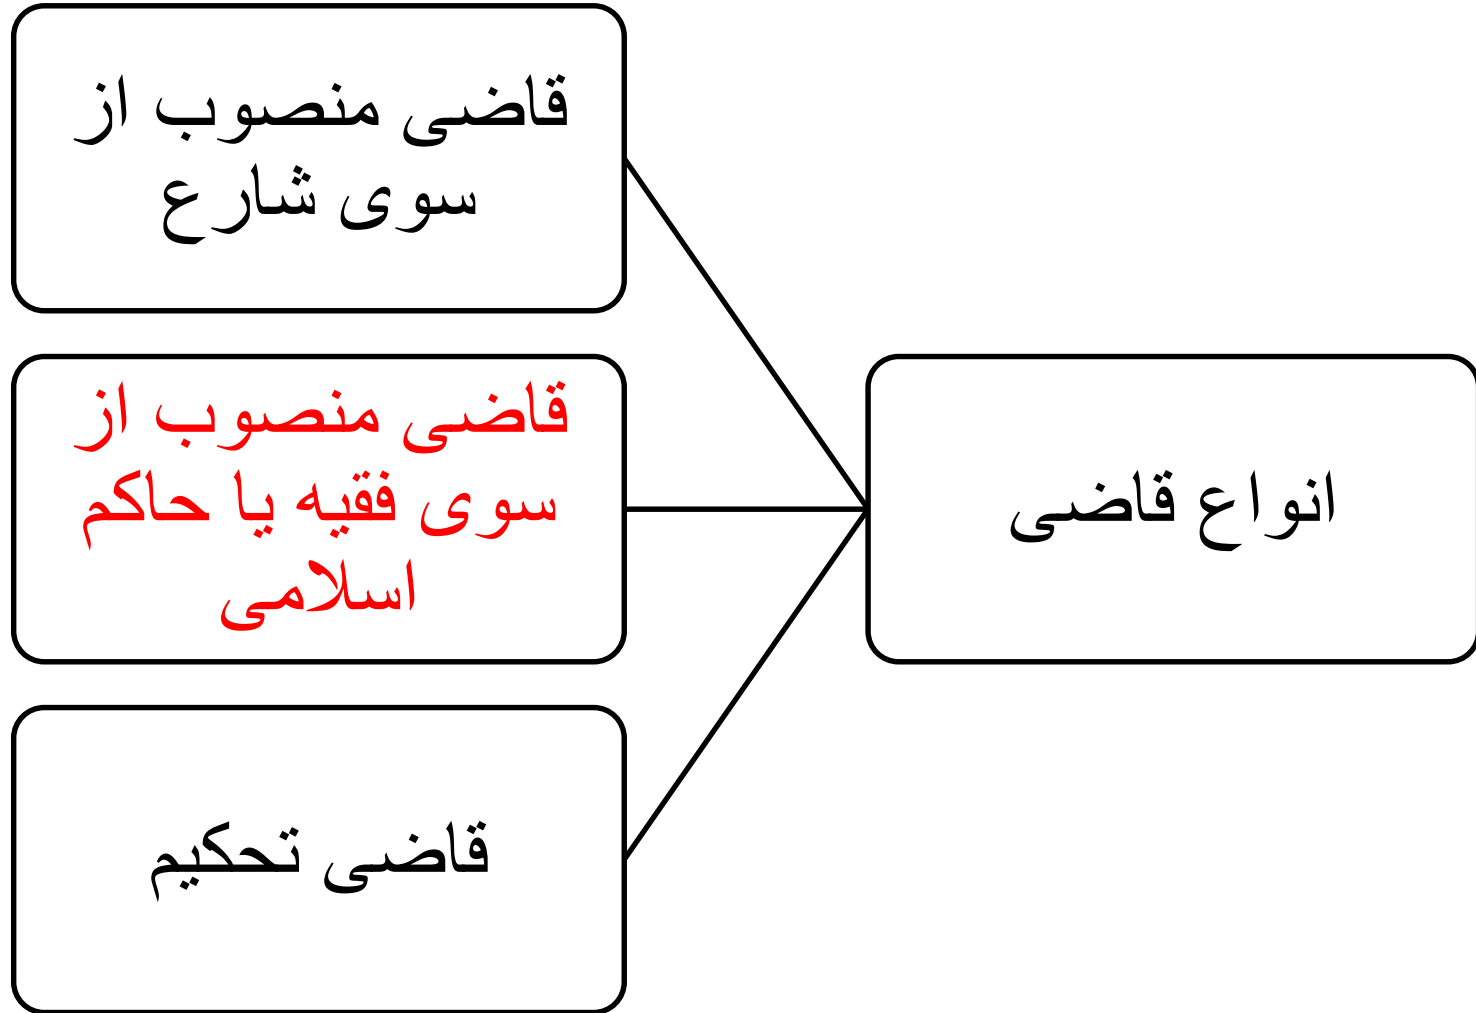 انواع قاضی
قاضی منصوب از
سوی شارع
قاضی منصوب از
سوی فقیه یا حاکم
اسلامی
قاضی تحکیم